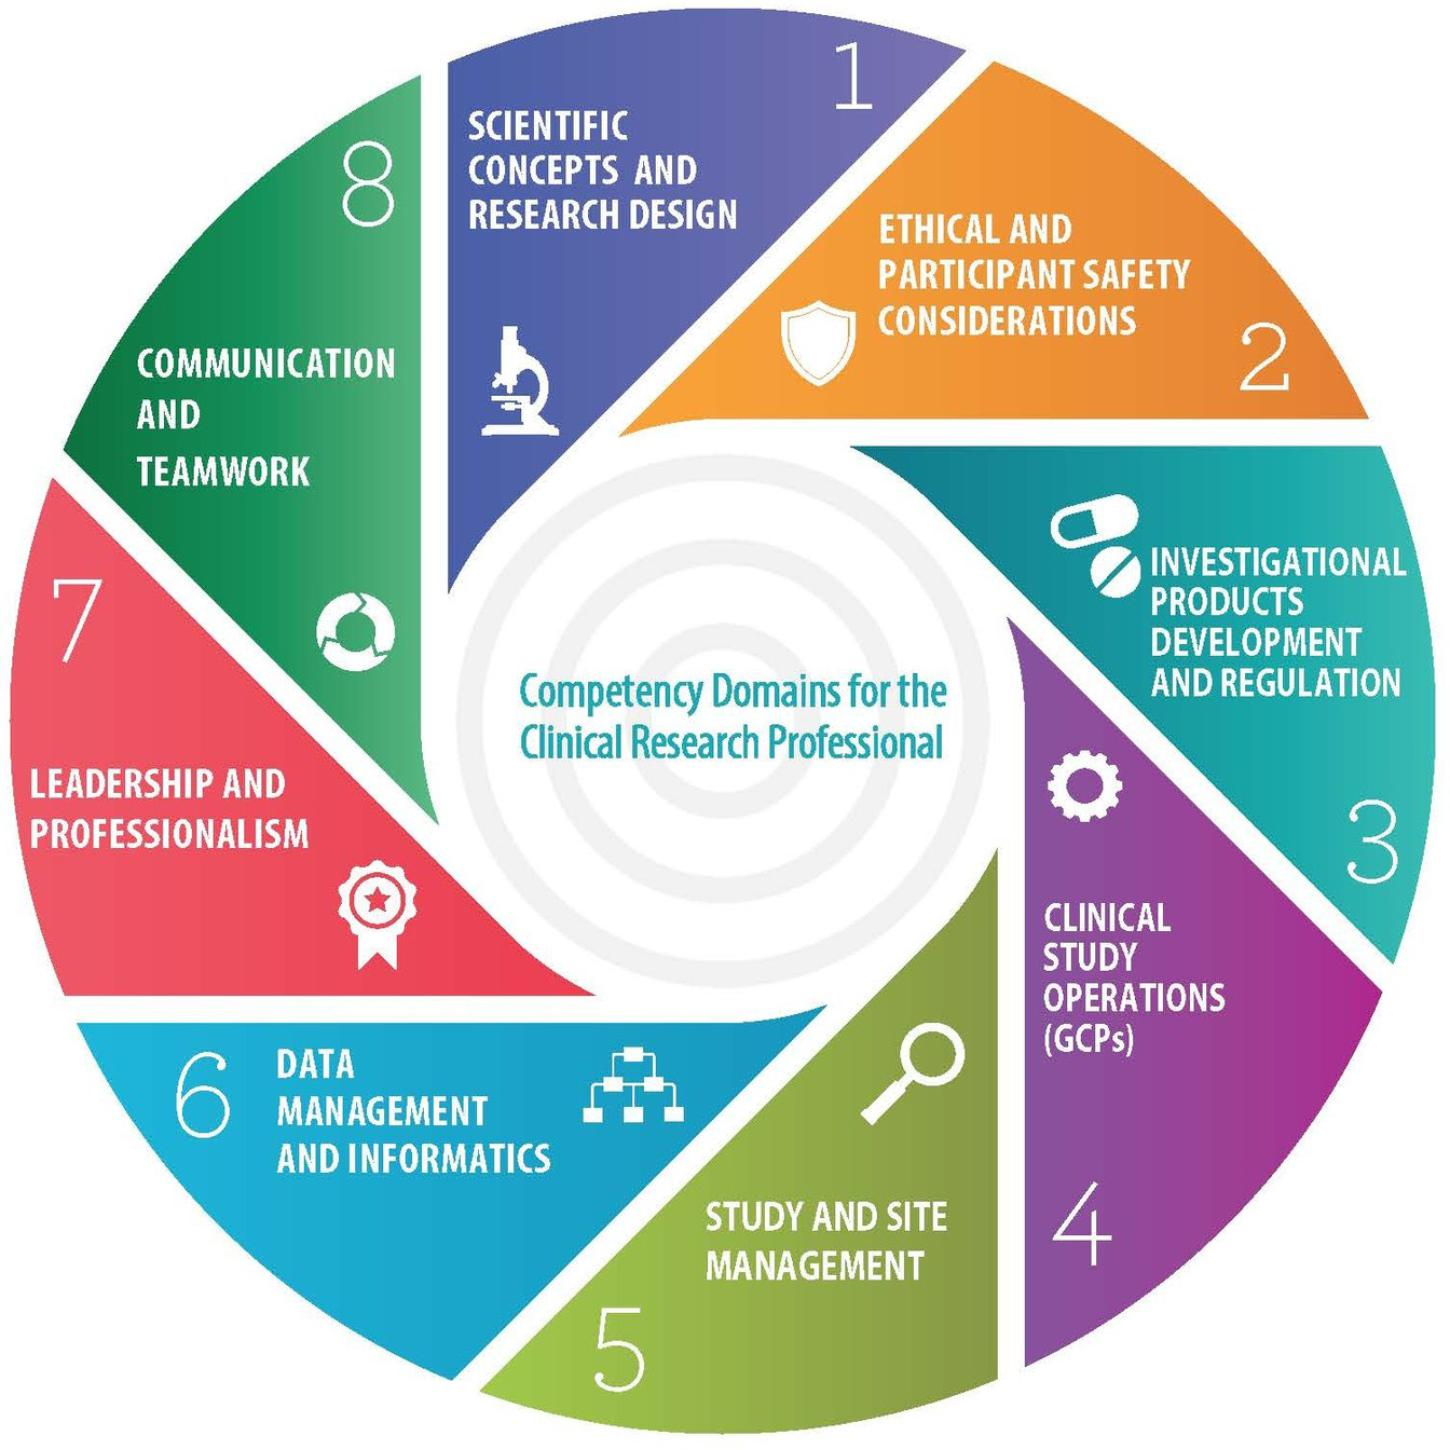 1
SCIENTIFIC
CONCEPTS AND
RESEARCH DESIGN
ETHICAL AND
PARTICIPANT SAFETY
CONSIDERATIONS
2
INVESTIGATIONAL
PRODUCTS
DEVELOPMENT
AND REGULATION
3
CLINICAL
STUDY
OPERATIONS
(GCPs)
4
STUDY AND SITE
MANAGEMENT
5
6
DATA
MANAGEMENT
AND INFORMATICS
7
LEADERSHIP AND
PROFESSIONALISM
8
COMMUNICATION
AND
TEAMWORK
Competency Domains for the
Clinical Research Professional